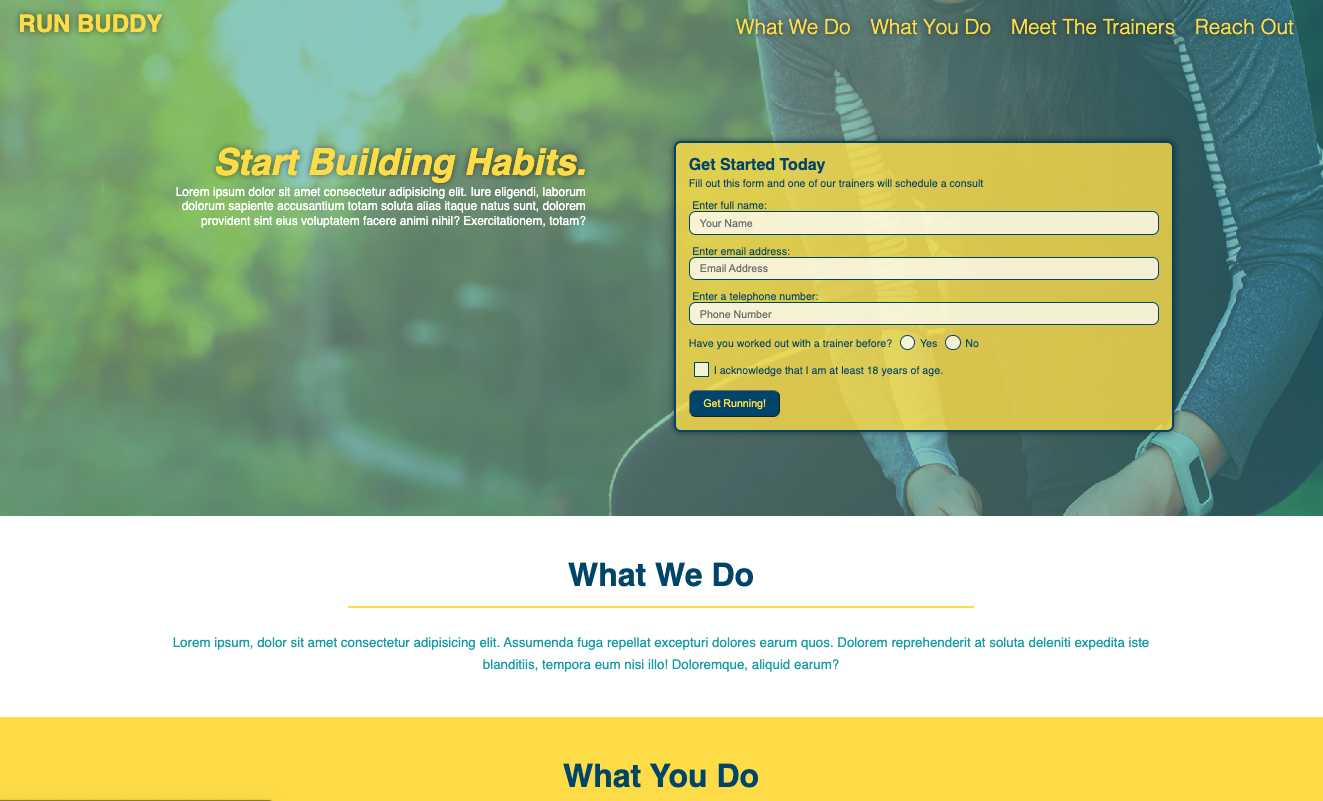 RUN BUDDY
What We Do What You Do Meet The Trainers Reach Out
Start Building Habits.
Lorem ipsum dolor sit amet consectetur adipisicing elit. Iure eligendi, laborum
dolorum sapiente accusantium totam soluta alias itaque natus sunt, dolorem
provident sint eius voluptatem facere animi nihil? Exercitationem, totam?
Get Started Today
Fill out this form and one of our trainers will schedule a consult
Enter full name:
Your Name
Enter email address:
Email Address
Enter a telephone number:
Phone Number
Have you worked out with a trainer before? Yes No
I acknowledge that I am at least 18 years of age.
Get Running!
What We Do
Lorem ipsum, dolor sit amet consectetur adipisicing elit. Assumenda fuga repellat excepturi dolores earum quos. Dolorem reprehenderit at soluta deleniti expedita iste
blanditiis, tempora eum nisi illo! Doloremque, aliquid earum?
What You Do